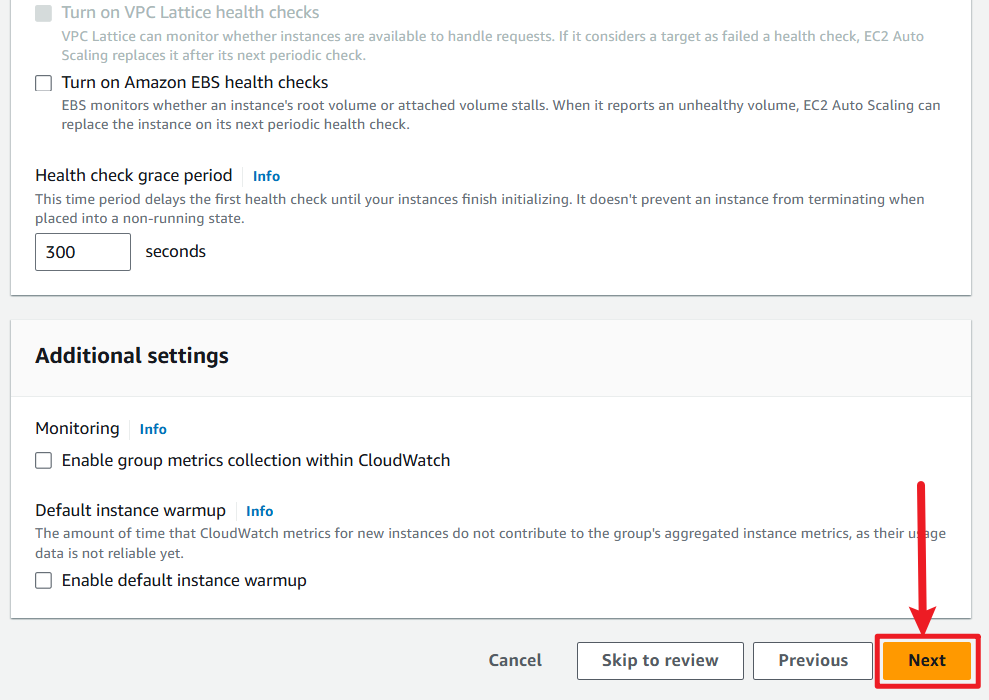 Turn on VPC Lattice health checks
VPC Lattice can monitor whether instances are available to handle requests. If it considers a target as failed a health check, EC2 Auto
Scaling replaces it after its next periodic check.
Turn on Amazon EBS health checks
EBS monitors whether an instance's root volume or attached volume stalls. When it reports an unhealthy volume, EC2 Auto Scaling can
replace the instance on its next periodic health check.
Health check grace period Info
This time period delays the first health check until your instances finish initializing. It doesn't prevent an instance from terminating when
placed into a non-running state.
300 seconds
Additional settings
Monitoring Info
Enable group metrics collection within CloudWatch
Default instance warmup Info
The amount of time that CloudWatch metrics for new instances do not contribute to the group's aggregated instance metrics, as their usage
data is not reliable yet.
Enable default instance warmup
Cancel Skip to review Previous Next